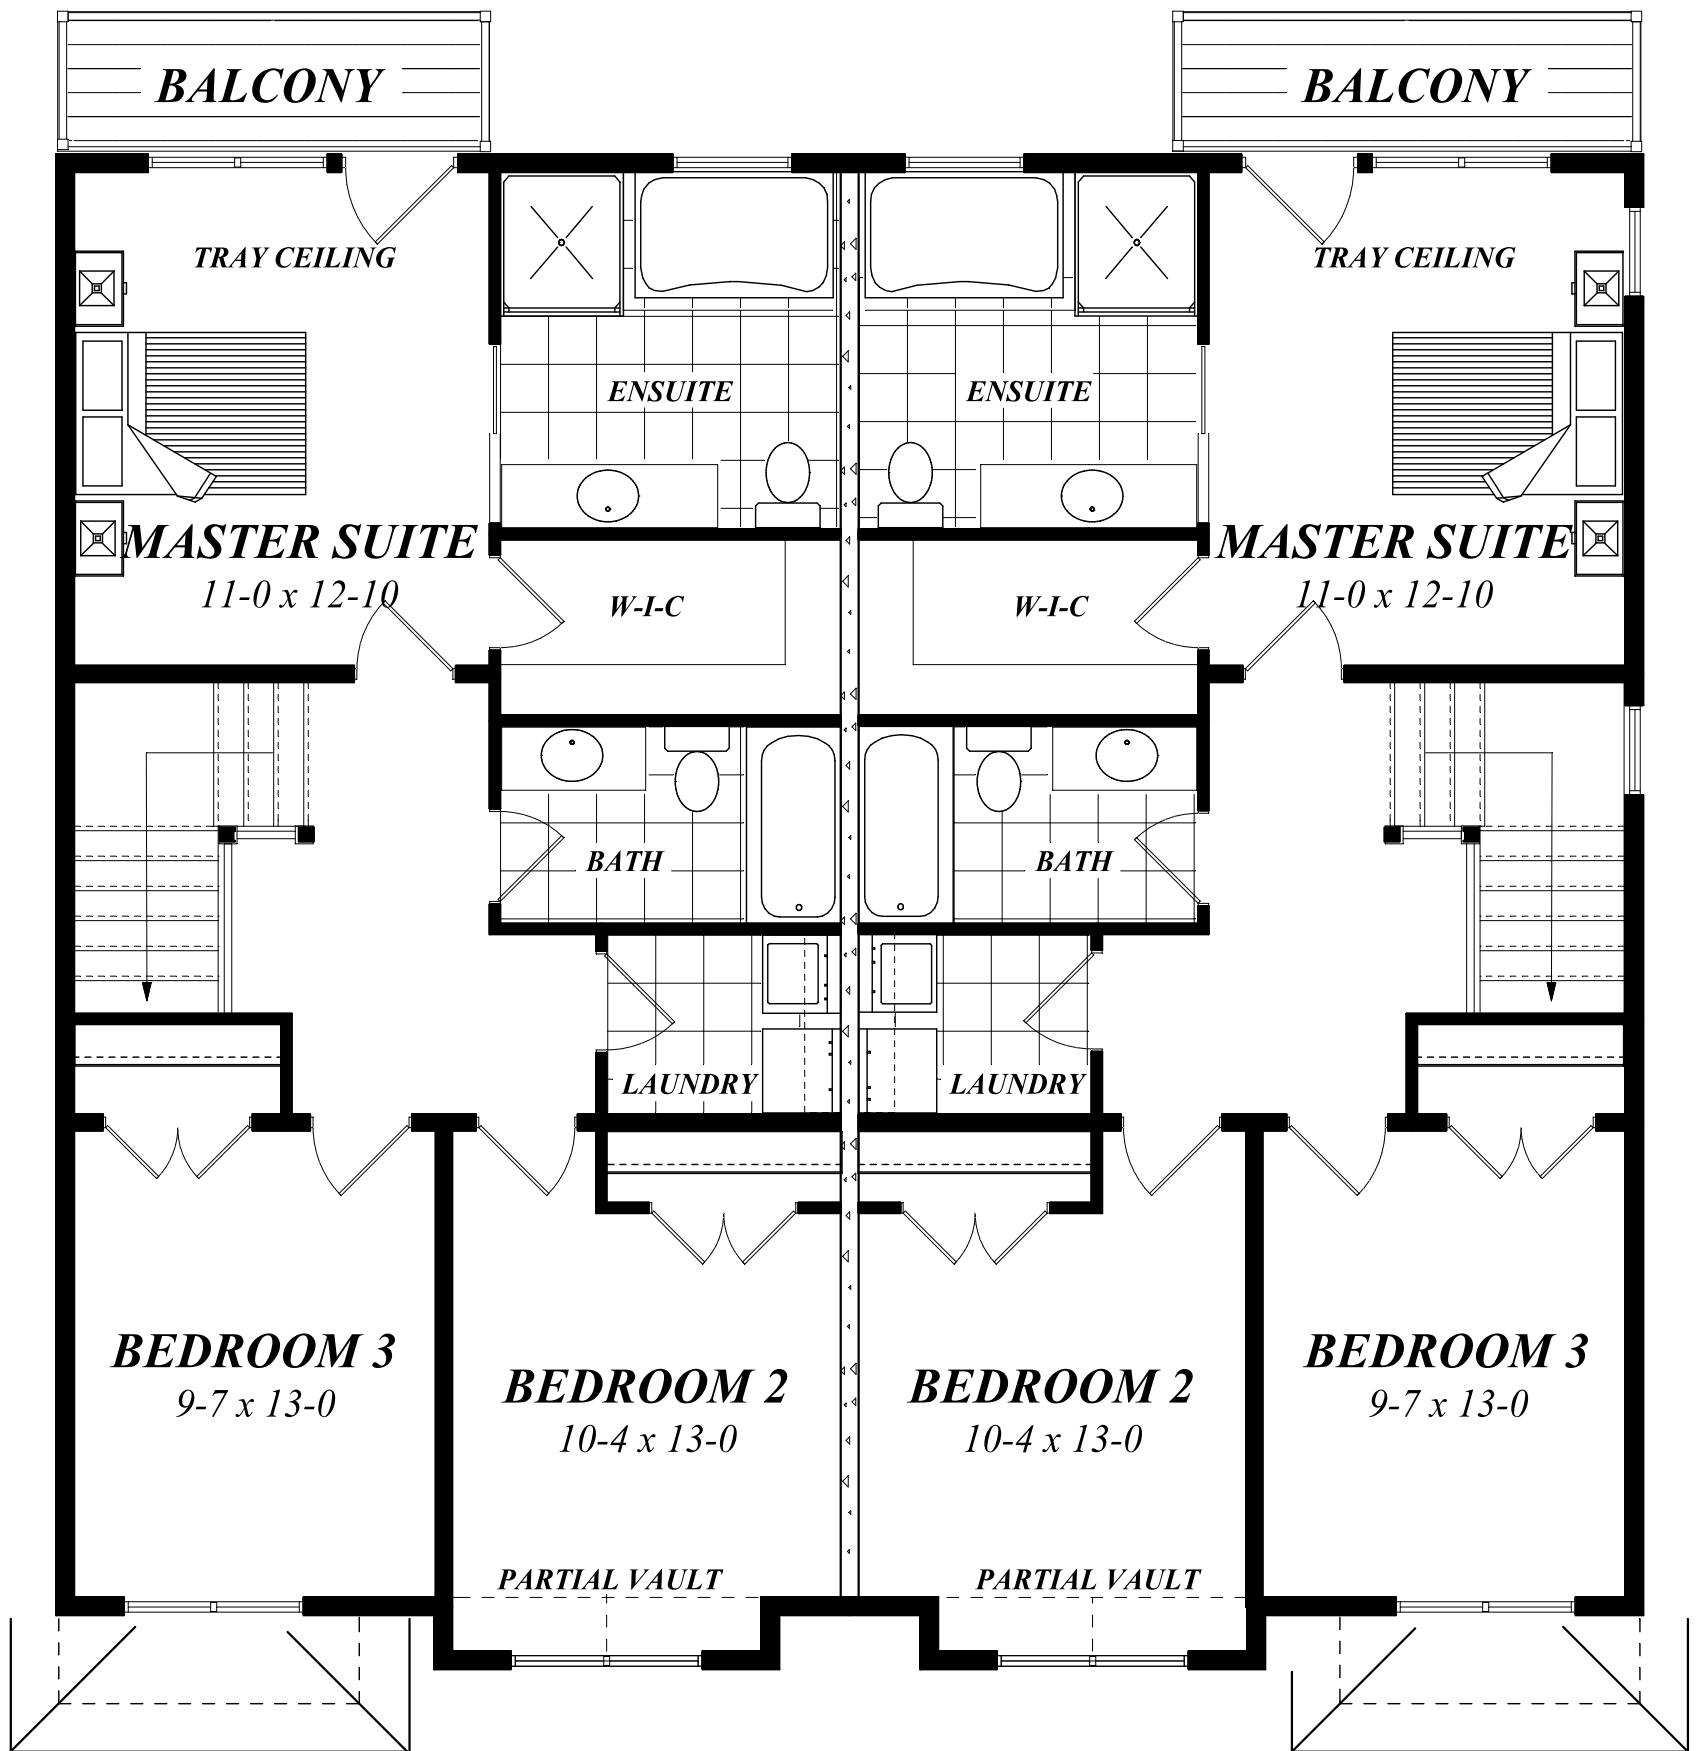 BALCONY
BALCONY
TRAY CEILING
TRAY CEILING
ENSUITE
ENSUITE
MASTER SUITE
11-0 x 12-10
MASTER SUITE
11-0 x 12-10
W-I-C
W-I-C
BATH
BATH
LAUNDRY
LAUNDRY
BEDROOM 3
9-7 x 13-0
BEDROOM 2
10-4 x 13-0
BEDROOM 2
10-4 x 13-0
BEDROOM 3
9-7 x 13-0
PARTIAL VAULT
PARTIAL VAULT